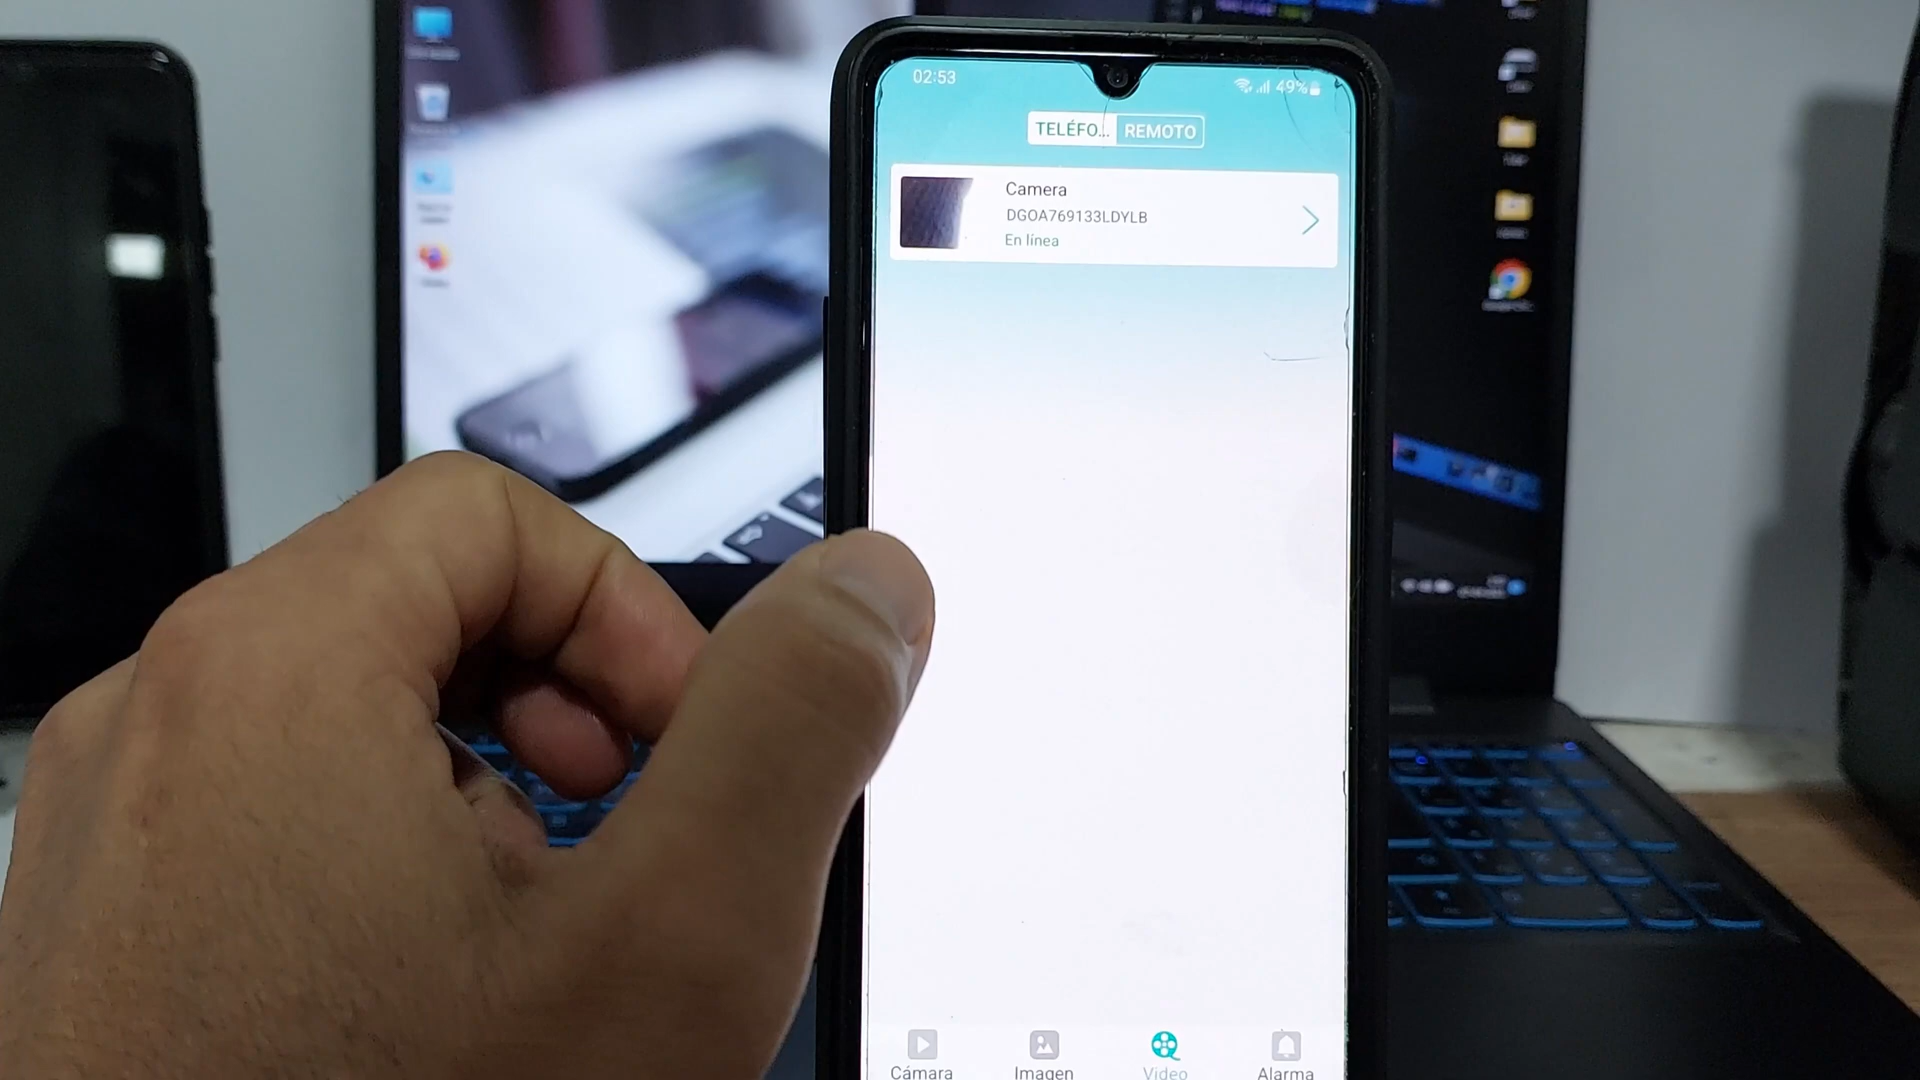 02:53
49%
TELÉFO... REMOTO
Camera
DGOA769133LDYLB
En línea
Cámara Imagen Video Alarma